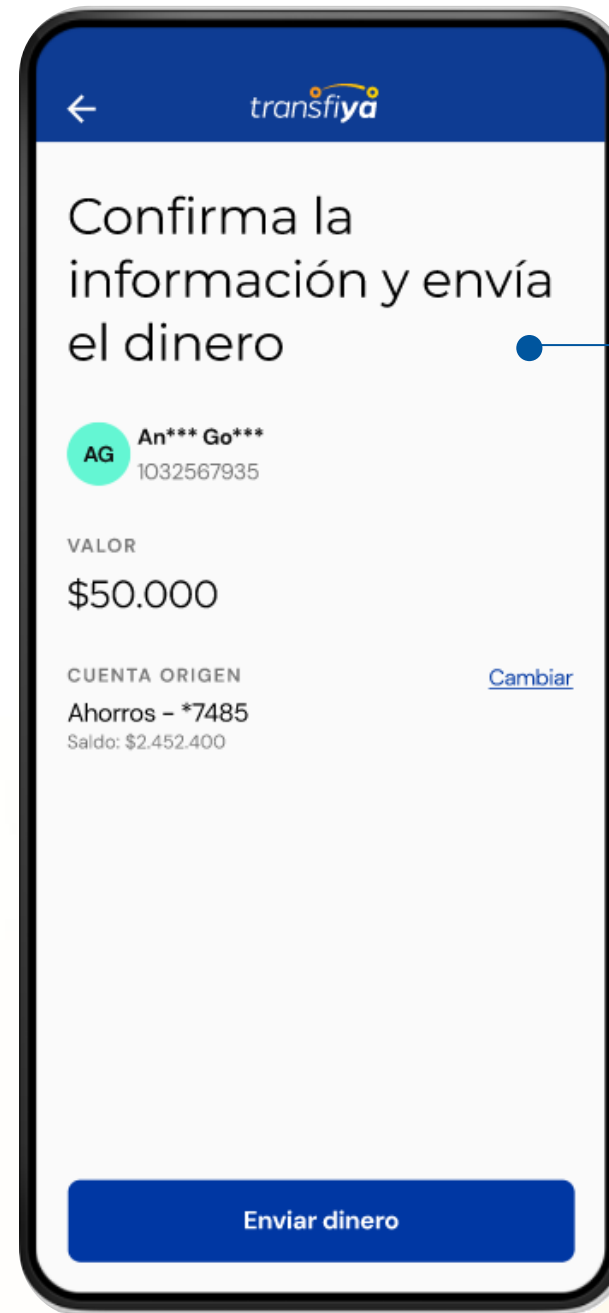 transfiya
Confirma la
información y envía
el dinero
AG
An*** Go***
1032567935
VALOR
$50.000
CUENTA ORIGEN
Cambiar
Ahorros – *7485
Saldo: $2.452.400
Enviar dinero